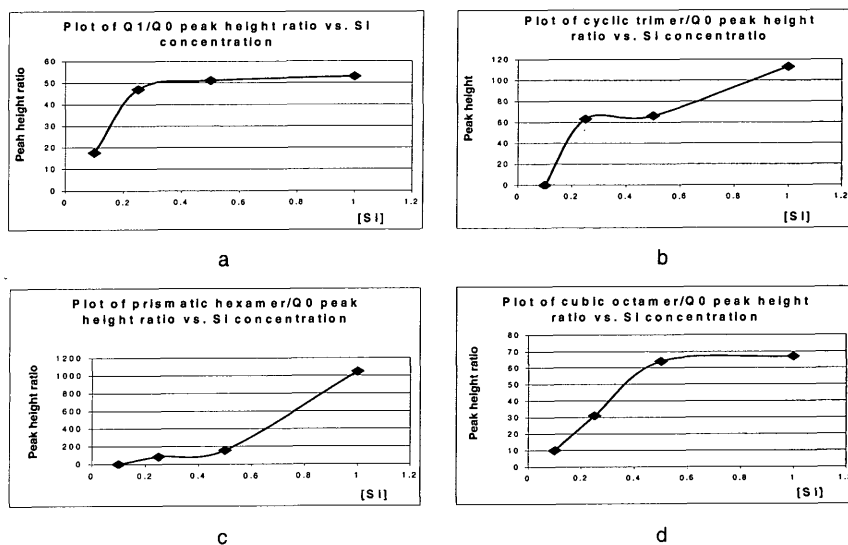 Plot of Q1/Q0 peak height ratio vs. Si
concentration
Peah height ratio
60
50
40
30
20
10
0
0 0.2 0.4 0.6 0.8 1 1.2
[Si]
a
Plot of cyclic trimer/Q0 peak height
ratio vs. Si concentratio
Peak height
120
100
80
60
40
20
0
0 0.2 0.4 0.6 0.8 1 1.2
[Si]
b
Plot of prismatic hexamer/Q0 peak
height ratio vs. Si concentration
Peak height ratio
1200
1000
800
600
400
200
0
0 0.2 0.4 0.6 0.8 1 1.2
[Si]
c
Plot of cubic octamer/Q0 peak height
ratio vs. Si concentration
Peak height ratio
80
70
60
50
40
30
20
10
0
0 0.2 0.4 0.6 0.8 1 1.2
[Si]
d